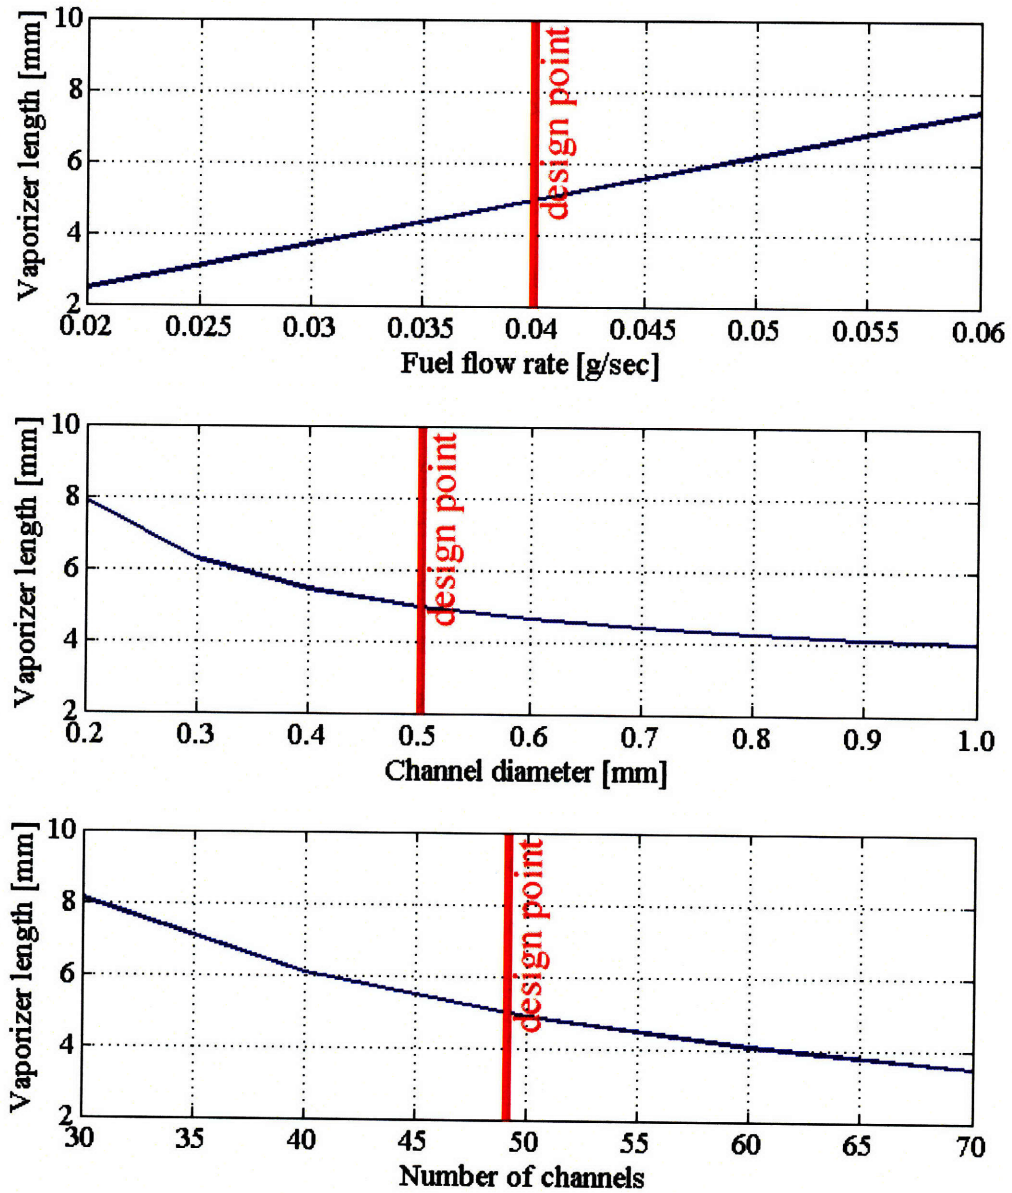 Vaporizer length [mm]
10
8
6
4
2
design point
0.02 0.025 0.03 0.035 0.04 0.045 0.05 0.055 0.06
Fuel flow rate [g/sec]
Vaporizer length [mm]
10
8
6
4
2
design point
0.2 0.3 0.4 0.5 0.6 0.7 0.8 0.9 1.0
Channel diameter [mm]
Vaporizer length [mm]
10
8
6
4
2
design point
30 35 40 45 50 55 60 65 70
Number of channels